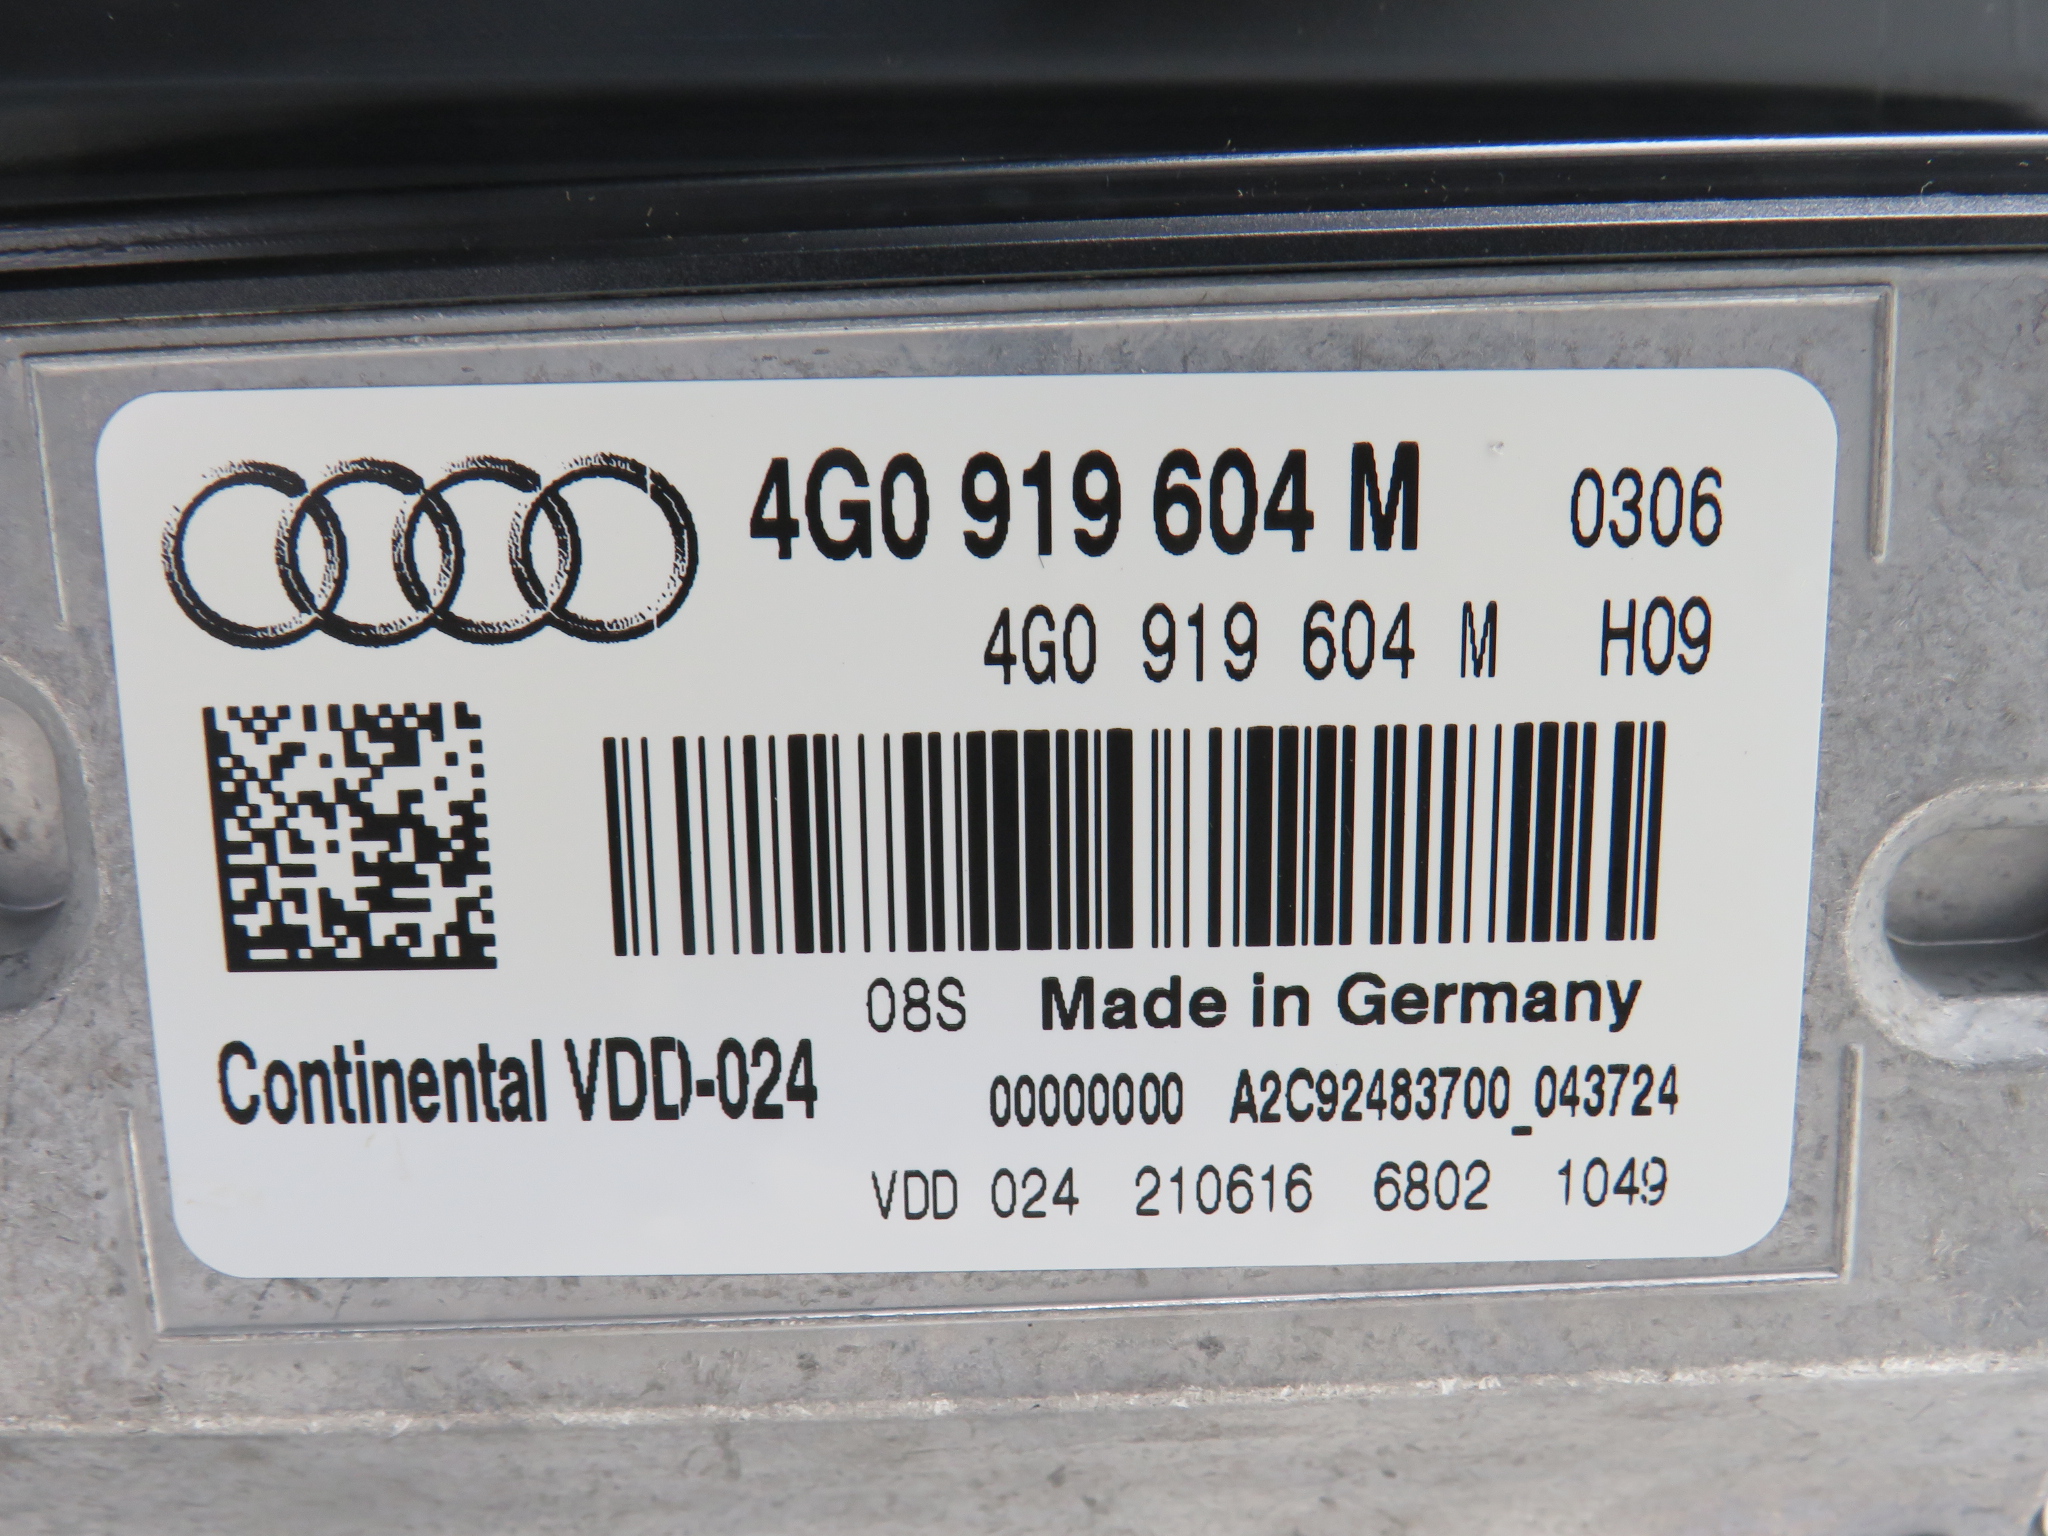 4G0 919 604 M 0306
4G0 919 604 M H09
08S Made in Germany
Continental VDD-024
00000000 A2C92483700_043724
VDD 024 210616 6802 1049